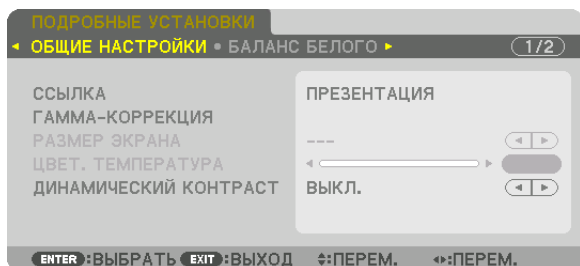 ПОДРОБНЫЕ УСТАНОВКИ
ОБЩИЕ НАСТРОЙКИ • БАЛАНС БЕЛОГО 1/2
ССЫЛКА ПРЕЗЕНТАЦИЯ
ГАММА-КОРРЕКЦИЯ
РАЗМЕР ЭКРАНА ---
ЦВЕТ. ТЕМПЕРАТУРА
ДИНАМИЧЕСКИЙ КОНТРАСТ ВЫКЛ.
ENTER :ВЫБРАТЬ EXIT :ВЫХОД :ПЕРЕМ. :ПЕРЕМ.